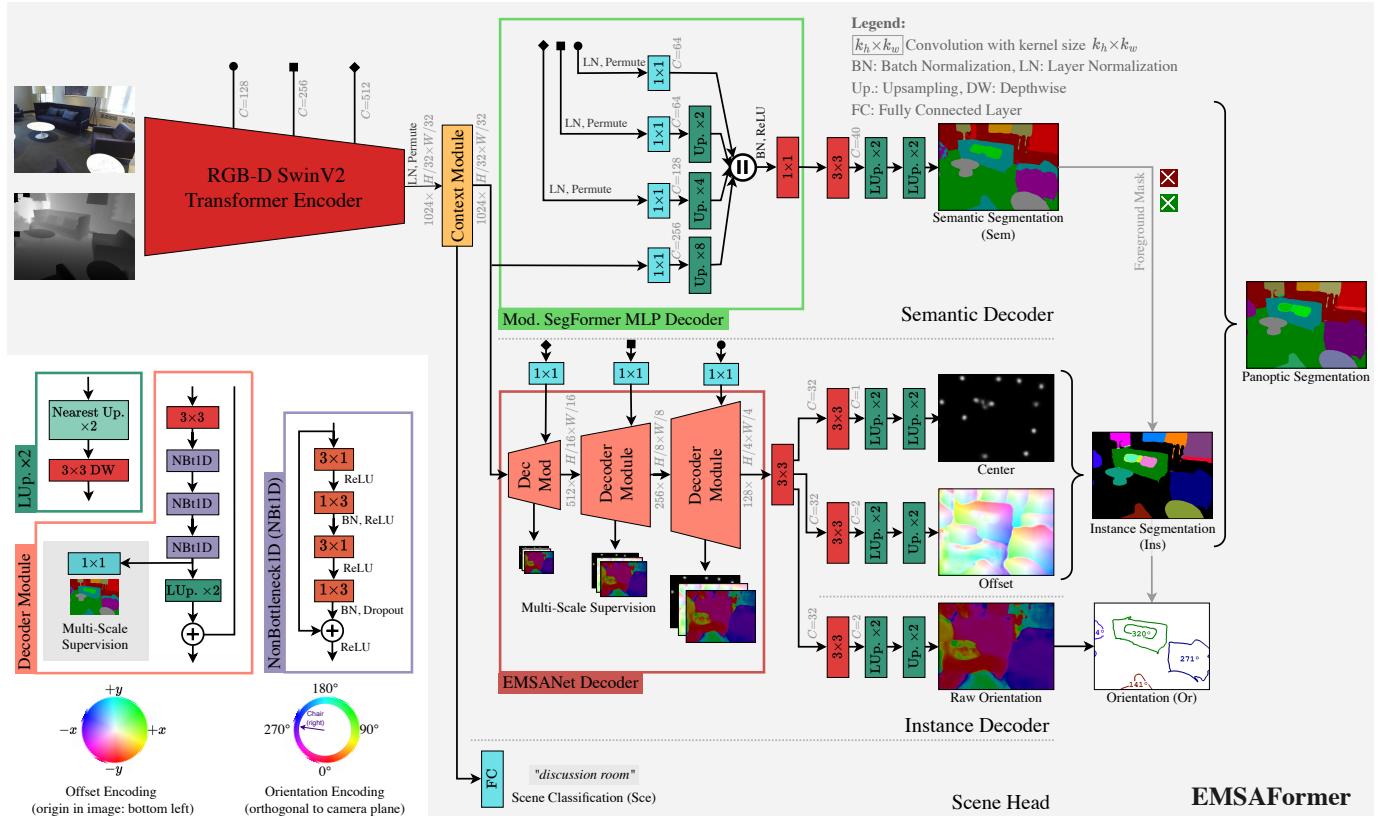 Legend:
k_h×k_w Convolution with kernel size k_h×k_w
BN: Batch Normalization, LN: Layer Normalization
Up.: Upsampling, DW: Depthwise
FC: Fully Connected Layer
C=128
C=256
C=512
RGB-D SwinV2
Transformer Encoder
LN, Permute
1024× H/32×W/32
Context Module
1024× H/32×W/32
LN, Permute
1×1
C=64
LN, Permute
1×1
C=64
Up. ×2
LN, Permute
1×1
C=128
Up. ×4
1×1
C=256
Up. ×8
BN, ReLU
1×1
3×3
C=40
LUp. ×2
LUp. ×2
Semantic Segmentation
(Sem)
Foreground Mask
Mod. SegFormer MLP Decoder
Semantic Decoder
Panoptic Segmentation
1×1
1×1
1×1
Dec
Mod
512× H/16×W/16
Decoder
Module
256× H/8×W/8
Decoder
Module
128× H/4×W/4
Multi-Scale Supervision
EMSANet Decoder
3×3
C=32
3×3
C=1
LUp. ×2
LUp. ×2
Center
C=32
3×3
C=2
LUp. ×2
Up. ×2
Offset
C=32
3×3
C=2
LUp. ×2
Up. ×2
Raw Orientation
Instance Segmentation
(Ins)
4°
320°
271°
141°
Orientation (Or)
Instance Decoder
FC
"discussion room"
Scene Classification (Sce)
Scene Head
EMSAFormer
LUp. ×2
Nearest Up.
×2
3×3 DW
Decoder Module
3×3
NBt1D
NBt1D
NBt1D
1×1
LUp. ×2
Multi-Scale
Supervision
NonBottleneck1D (NBt1D)
3×1
ReLU
1×3
BN, ReLU
3×1
ReLU
1×3
BN, Dropout
ReLU
+y
−x
+x
−y
Offset Encoding
(origin in image: bottom left)
180°
Chair
(right)
270°
90°
0°
Orientation Encoding
(orthogonal to camera plane)